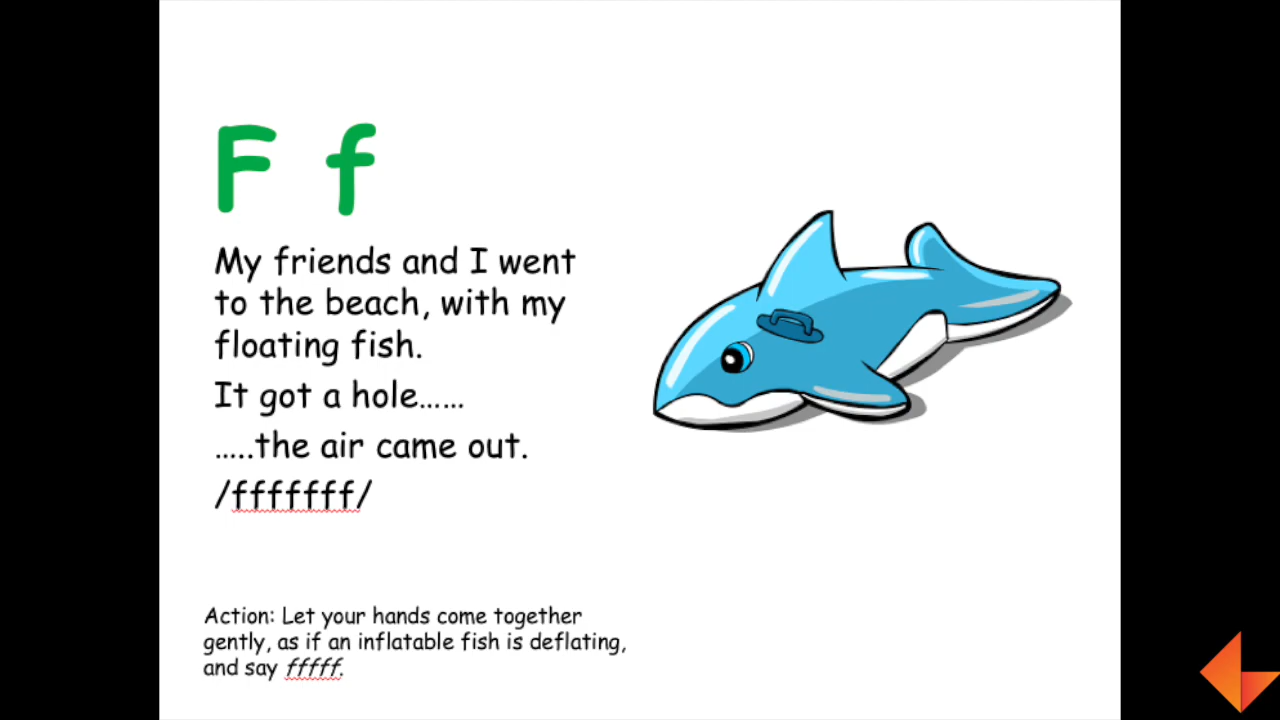 F f
My friends and I went
to the beach, with my
floating fish.
It got a hole……
…..the air came out.
/fffffff/
Action: Let your hands come together
gently, as if an inflatable fish is deflating,
and say fffff.